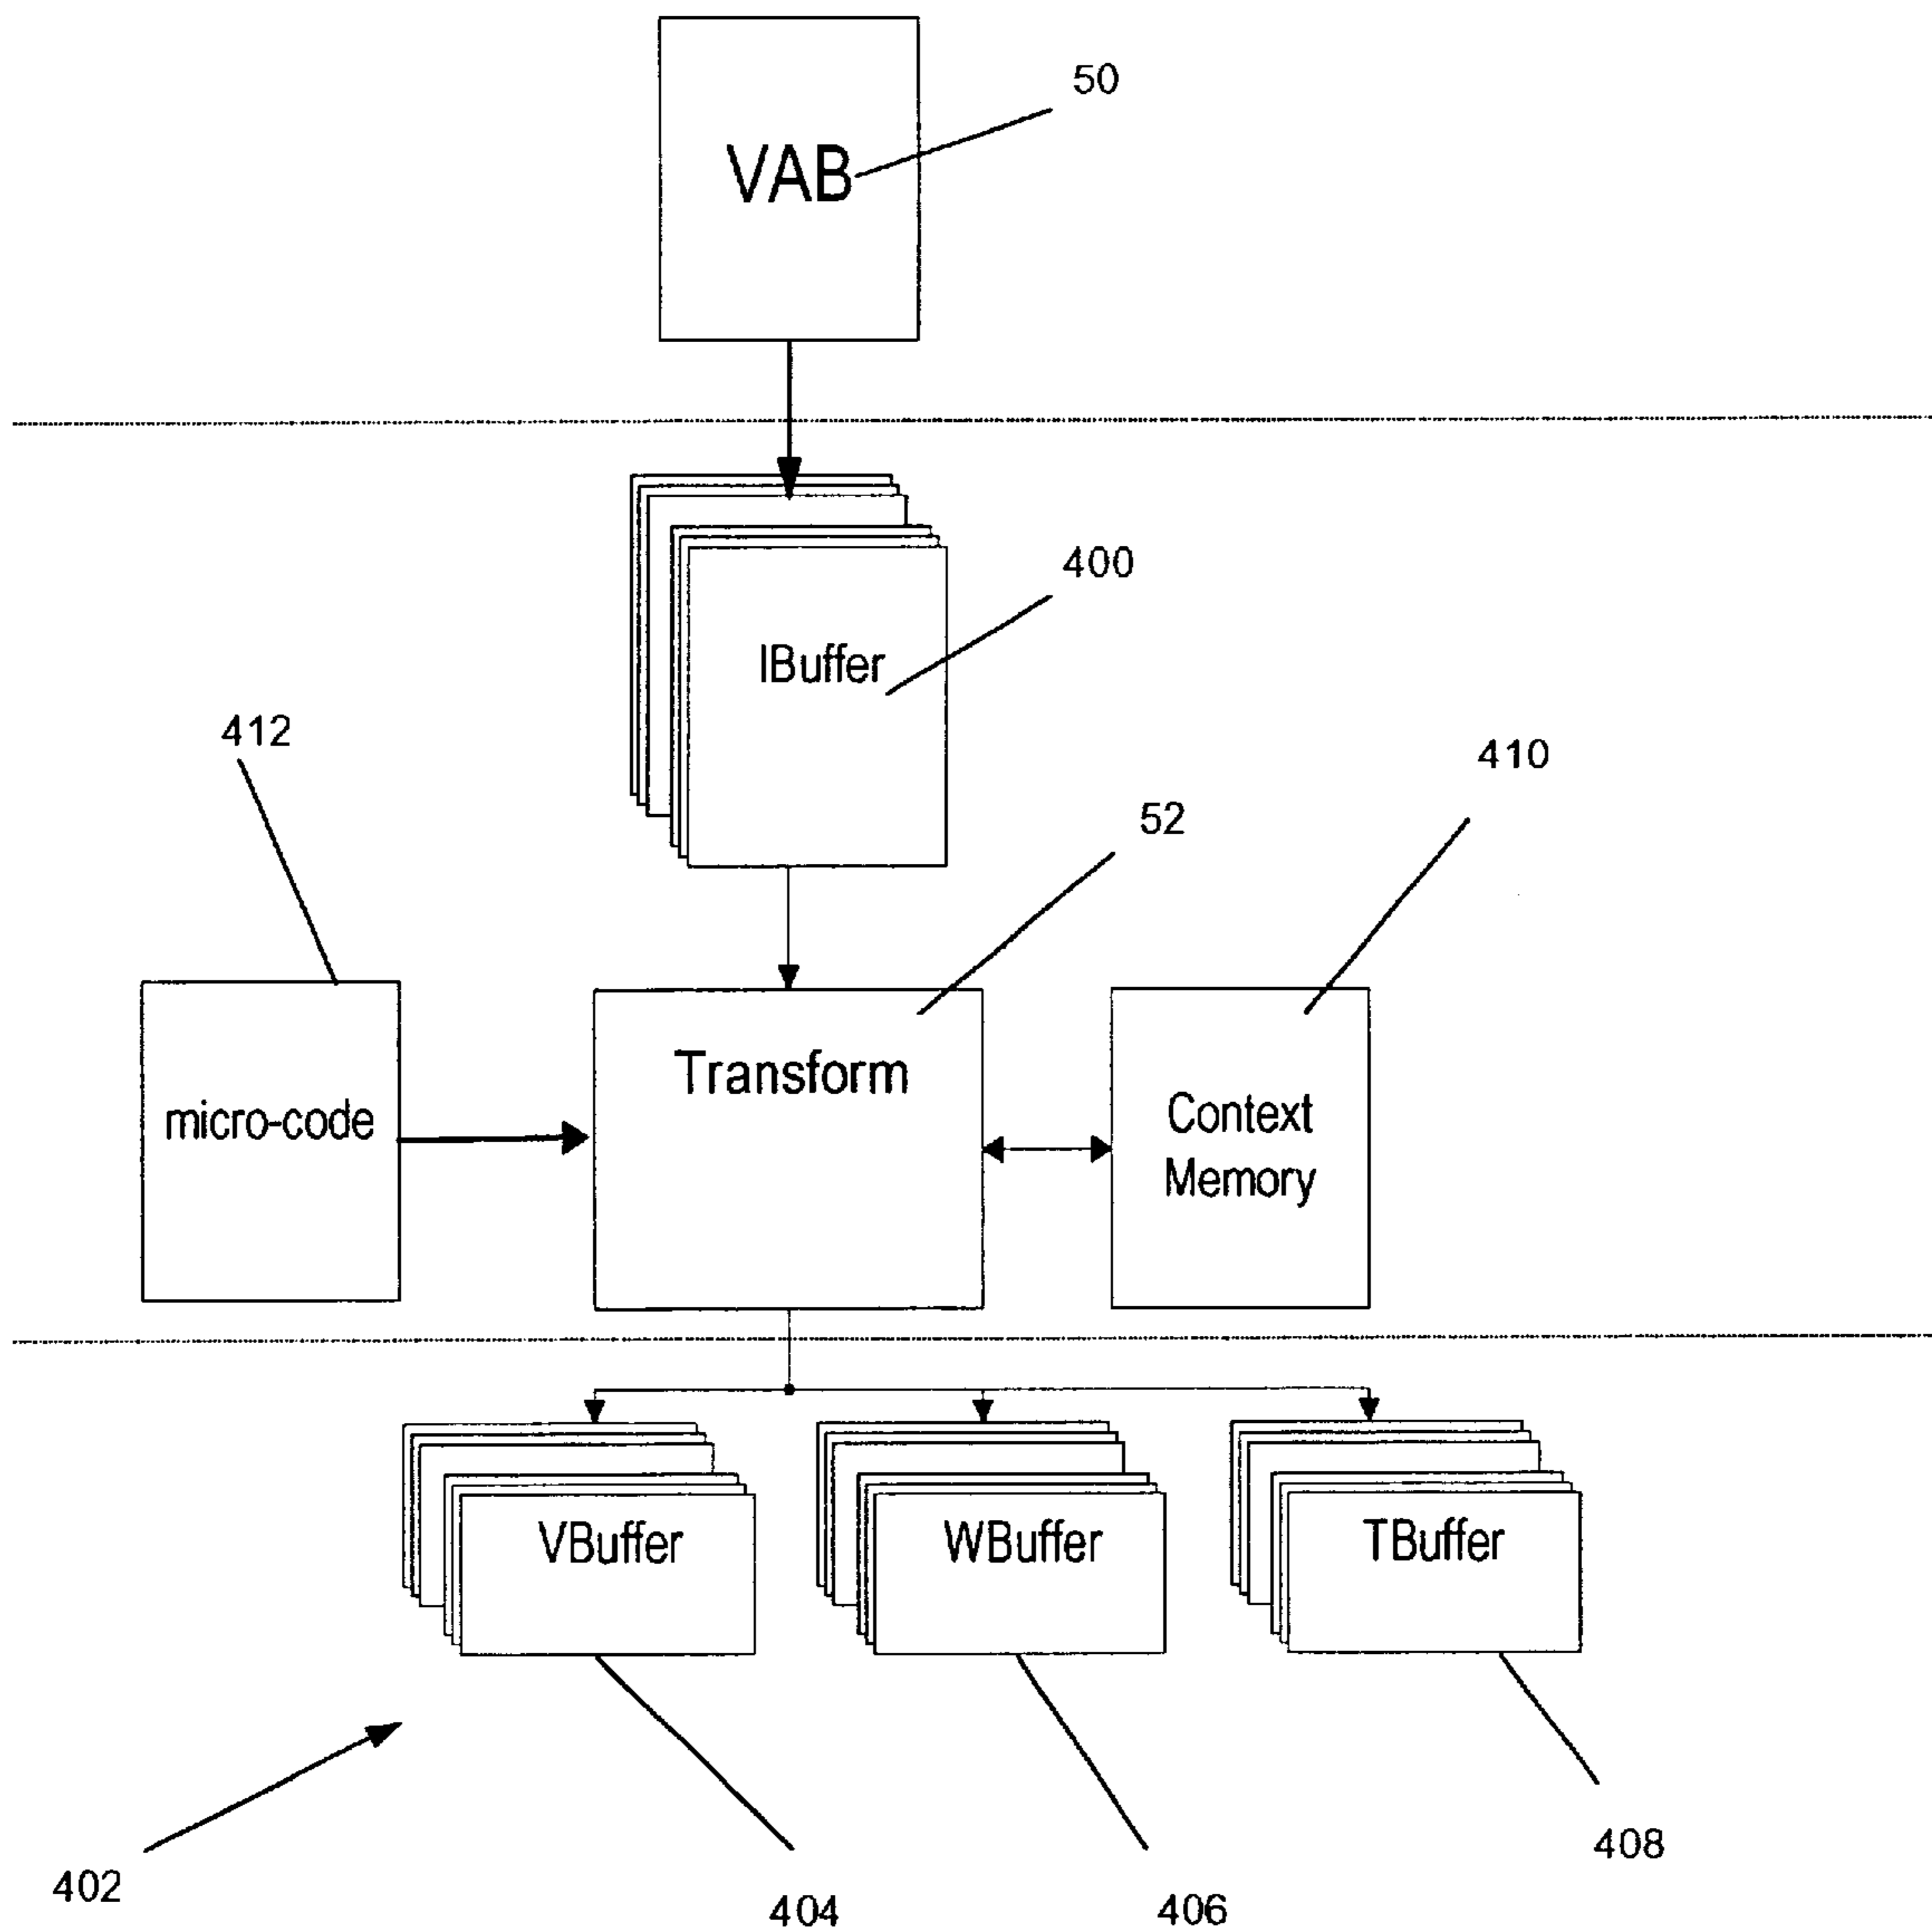 50
VAB
400
IBuffer
412
410
52
Transform
micro-code
Context
Memory
VBuffer
WBuffer
TBuffer
402
404
406
408